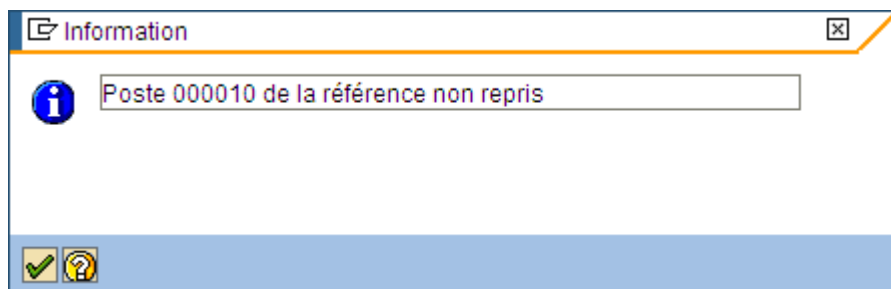 Information
Poste 000010 de la référence non repris